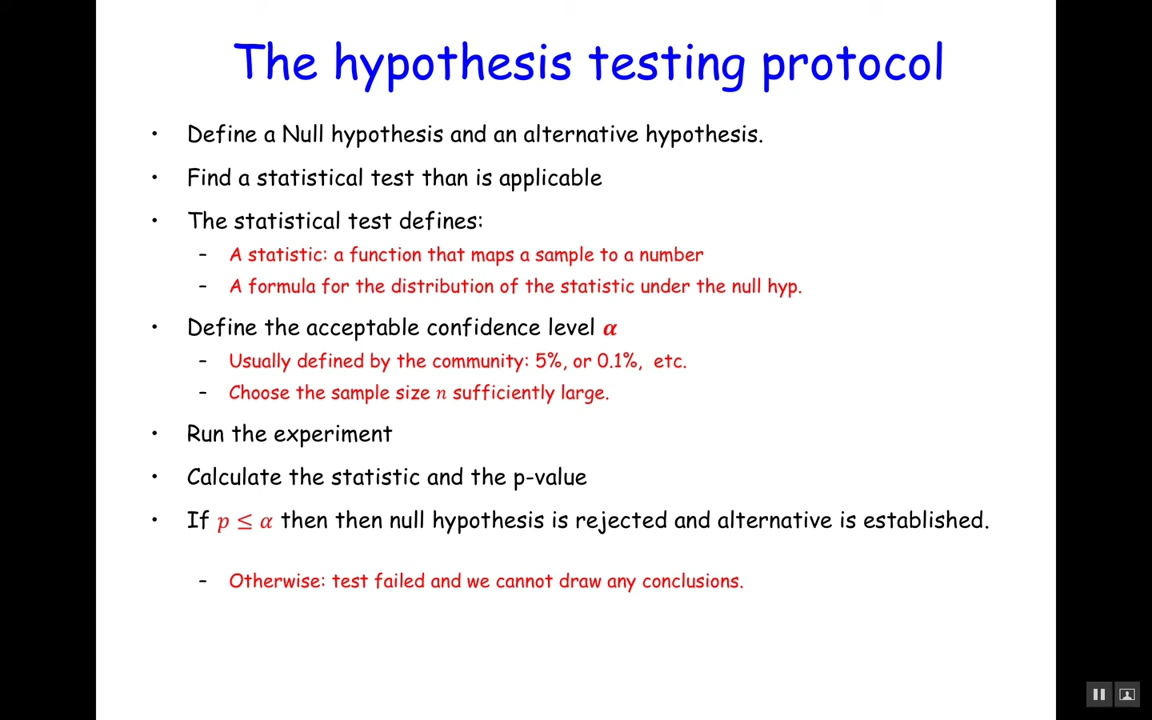 The hypothesis testing protocol
• Define a Null hypothesis and an alternative hypothesis.
• Find a statistical test than is applicable
• The statistical test defines:
– A statistic: a function that maps a sample to a number
– A formula for the distribution of the statistic under the null hyp.
• Define the acceptable confidence level α
– Usually defined by the community: 5%, or 0.1%, etc.
– Choose the sample size n sufficiently large.
• Run the experiment
• Calculate the statistic and the p-value
• If p ≤ α then then null hypothesis is rejected and alternative is established.
– Otherwise: test failed and we cannot draw any conclusions.